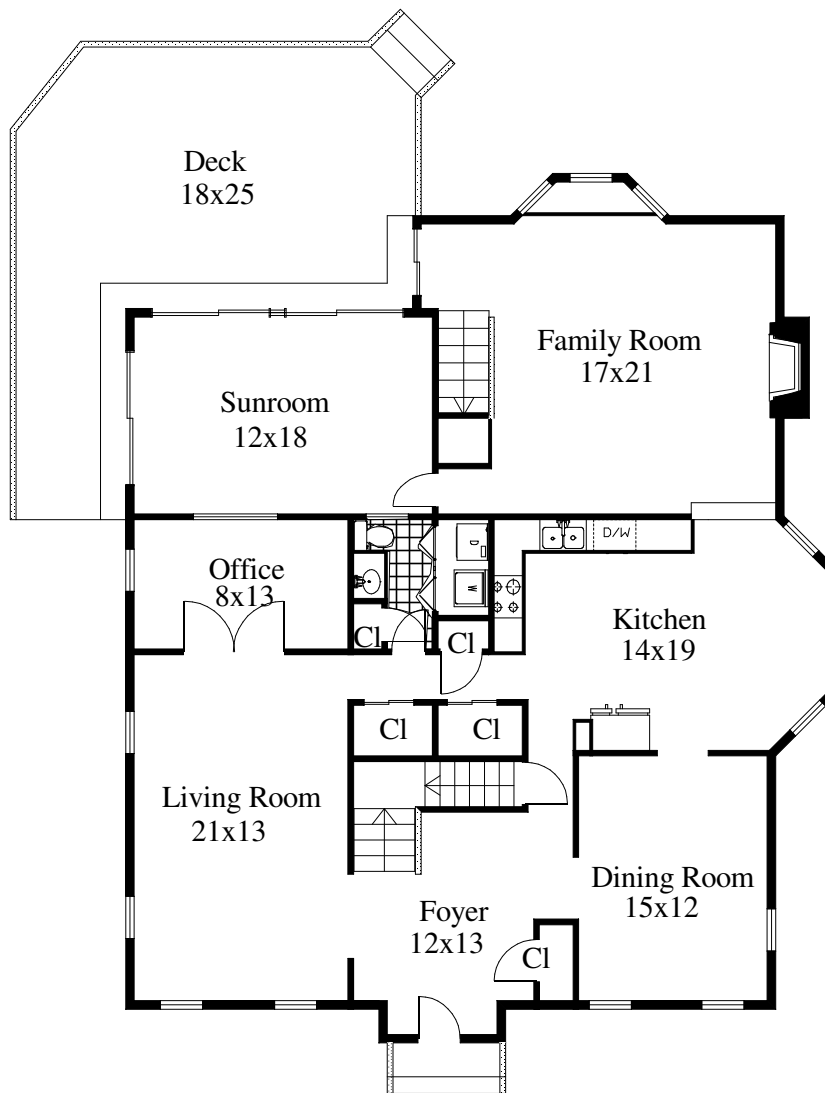 Deck
18x25
Family Room
17x21
Sunroom
12x18
D/W
D
Office
8x13
W
Kitchen
14x19
Cl
Cl
Cl
Cl
Living Room
21x13
Dining Room
15x12
Foyer
12x13
Cl